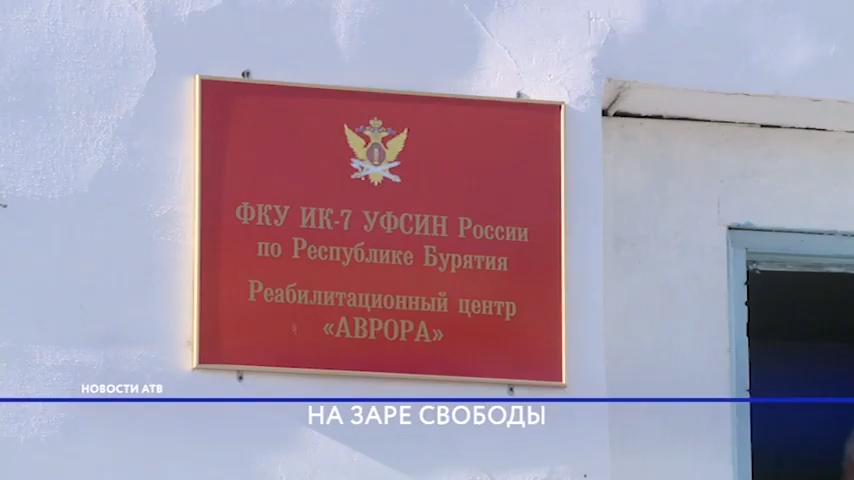 ФКУ ИК-7 УФСИН России
по Республике Бурятия
Реабилитационный центр
«АВРОРА»
НОВОСТИ АТВ
НА ЗАРЕ СВОБОДЫ